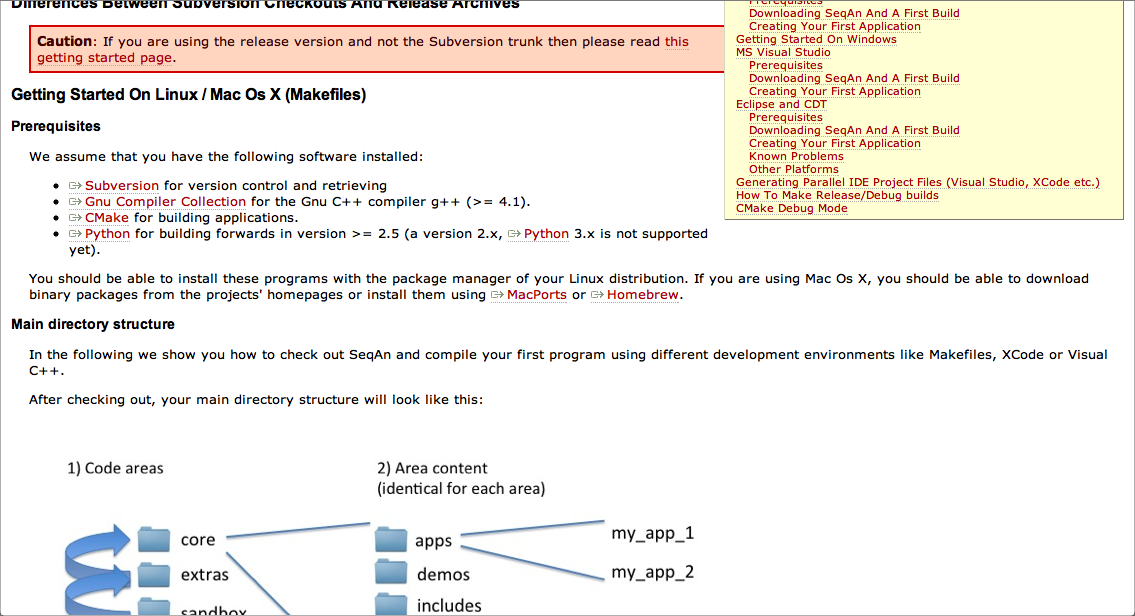 Differences Between Subversion Checkouts And Release Archives
Caution: If you are using the release version and not the Subversion trunk then please read this
getting started page.
Getting Started On Linux / Mac Os X (Makefiles)
Prerequisites
We assume that you have the following software installed:
Subversion for version control and retrieving
Gnu Compiler Collection for the Gnu C++ compiler g++ (>= 4.1).
CMake for building applications.
Python for building forwards in version >= 2.5 (a version 2.x, Python 3.x is not supported
yet).
Prerequisites
Downloading SeqAn And A First Build
Creating Your First Application
Getting Started On Windows
MS Visual Studio
Prerequisites
Downloading SeqAn And A First Build
Creating Your First Application
Eclipse and CDT
Prerequisites
Downloading SeqAn And A First Build
Creating Your First Application
Known Problems
Other Platforms
Generating Parallel IDE Project Files (Visual Studio, XCode etc.)
How To Make Release/Debug builds
CMake Debug Mode
You should be able to install these programs with the package manager of your Linux distribution. If you are using Mac Os X, you should be able to download
binary packages from the projects' homepages or install them using MacPorts or Homebrew.
Main directory structure
In the following we show you how to check out SeqAn and compile your first program using different development environments like Makefiles, XCode or Visual
C++.
After checking out, your main directory structure will look like this:
1) Code areas
2) Area content
(identical for each area)
core
apps
my_app_1
extras
demos
my_app_2
sandbox
includes